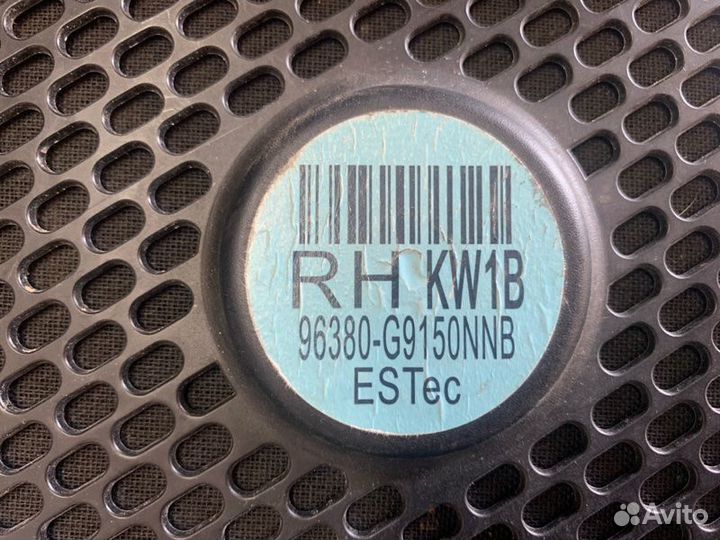 RH KW1B
96380-G9150NNB
ESTec
Avito